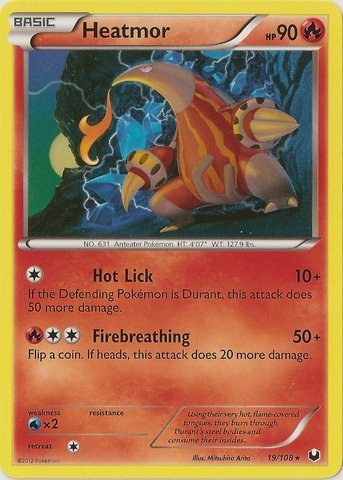 BASIC
Heatmor HP 90
NO. 631 Anteater Pokémon HT: 4'07" WT: 127.9 lbs.
Hot Lick 10+
If the Defending Pokémon is Durant, this attack does
50 more damage.
Firebreathing 50+
Flip a coin. If heads, this attack does 20 more damage.
weakness resistance
×2
retreat
Using their very hot, flame-covered
tongues, they burn through
Durant's steel bodies and
consume their insides.
©2012 Pokémon
Illus. Mitsuhiro Arita 19/108★